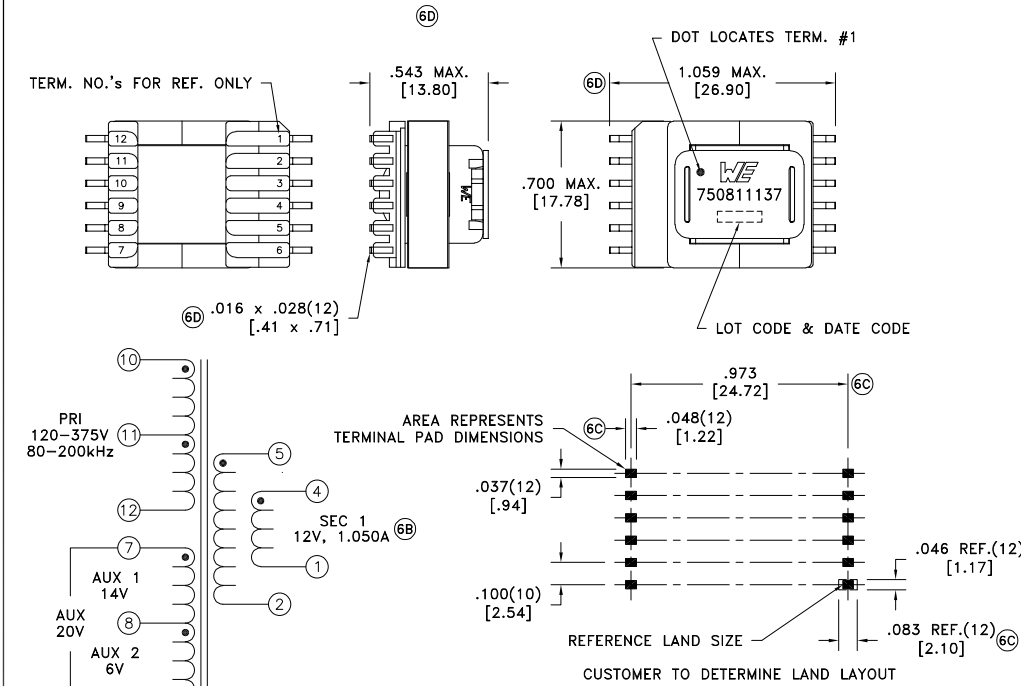 6D
TERM. NO.'s FOR REF. ONLY
.543 MAX.
[13.80]
DOT LOCATES TERM. #1
6D
1.059 MAX.
[26.90]
12
11
10
9
8
7
1
2
3
4
5
6
WE
.700 MAX.
[17.78]
WE
750811137
6D .016 x .028(12)
[.41 x .71]
LOT CODE & DATE CODE
10
PRI
120-375V
80-200kHz
11
12
5
4
SEC 1
12V, 1.050A 6B
1
2
7
AUX 1
14V
AUX
20V
8
AUX 2
6V
.973
[24.72]
6C
AREA REPRESENTS
TERMINAL PAD DIMENSIONS
6C
.048(12)
[1.22]
.037(12)
[.94]
.046 REF.(12)
[1.17]
.100(10)
[2.54]
REFERENCE LAND SIZE
.083 REF.(12) 6C
[2.10]
CUSTOMER TO DETERMINE LAND LAYOUT